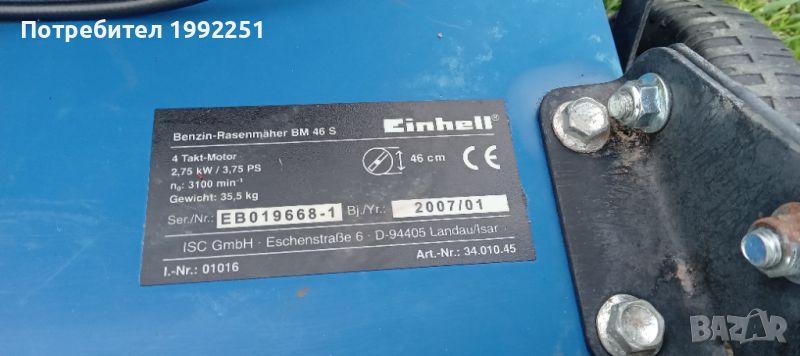 Потребител 1992251
Benzin-Rasenmäher BM 46 S
Einhell®
4 Takt-Motor
2,75 kW / 3,75 PS
n₀: 3100 min⁻¹
Gewicht: 35,5 kg
46 cm
CE
Ser./Nr.: EB019668-1 Bj./Yr.: 2007/01
ISC GmbH · Eschenstraße 6 · D-94405 Landau/Isar
I.-Nr.: 01016
Art.-Nr.: 34.010.45
BAZAR